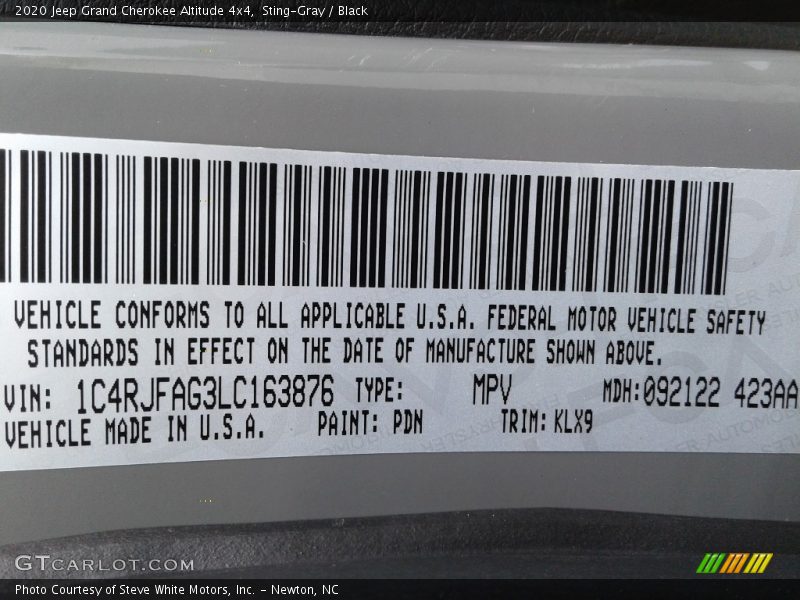 2020 Jeep Grand Cherokee Altitude 4x4, Sting-Gray / Black
VEHICLE CONFORMS TO ALL APPLICABLE U.S.A. FEDERAL MOTOR VEHICLE SAFETY
STANDARDS IN EFFECT ON THE DATE OF MANUFACTURE SHOWN ABOVE.
VIN: 1C4RJFAG3LC163876 TYPE: MPV MDH:092122 423AA
VEHICLE MADE IN U.S.A. PAINT: PDN TRIM: KLX9
GTCARLOT.COM
Photo Courtesy of Steve White Motors, Inc. - Newton, NC